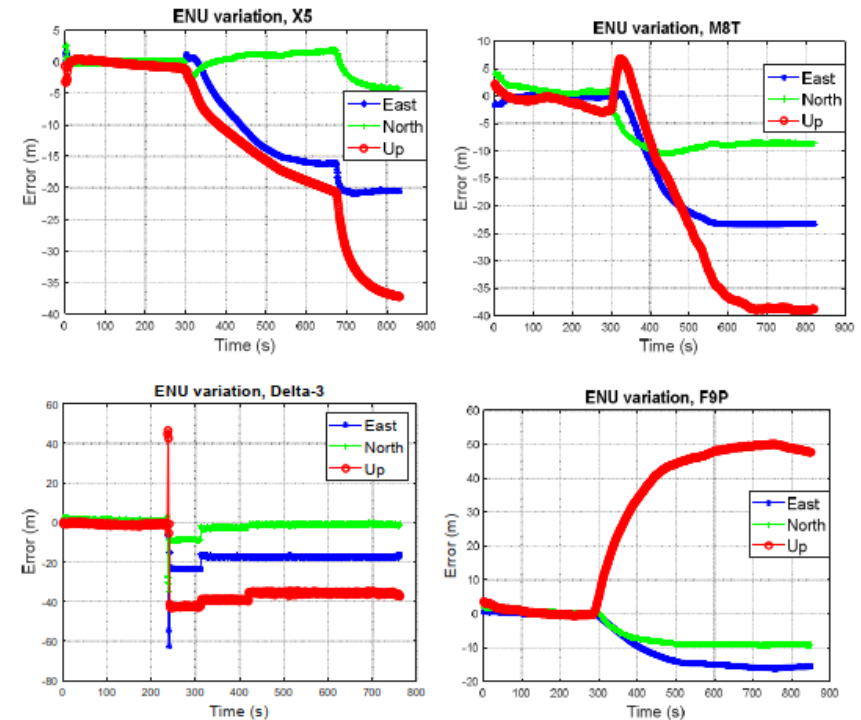 ENU variation, X5
Error (m)
5
0
-5
-10
-15
-20
-25
-30
-35
-40
0 100 200 300 400 500 600 700 800 900
Time (s)
East
North
Up
ENU variation, M8T
Error (m)
10
5
0
-5
-10
-15
-20
-25
-30
-35
-40
0 100 200 300 400 500 600 700 800 900
Time (s)
East
North
Up
ENU variation, Delta-3
Error (m)
60
40
20
0
-20
-40
-60
-80
0 100 200 300 400 500 600 700 800
Time (s)
East
North
Up
ENU variation, F9P
Error (m)
60
50
40
30
20
10
0
-10
-20
0 100 200 300 400 500 600 700 800 900
Time (s)
East
North
Up